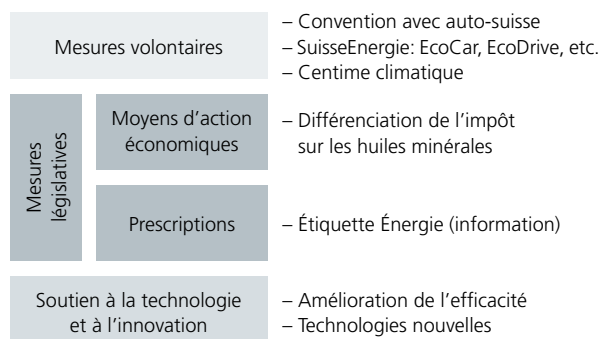 Mesures volontaires
– Convention avec auto-suisse
– SuisseEnergie: EcoCar, EcoDrive, etc.
– Centime climatique
Mesures
législatives
Moyens d’action
économiques
– Différenciation de l’impôt
sur les huiles minérales
Prescriptions
– Étiquette Énergie (information)
Soutien à la technologie
et à l’innovation
– Amélioration de l’efficacité
– Technologies nouvelles